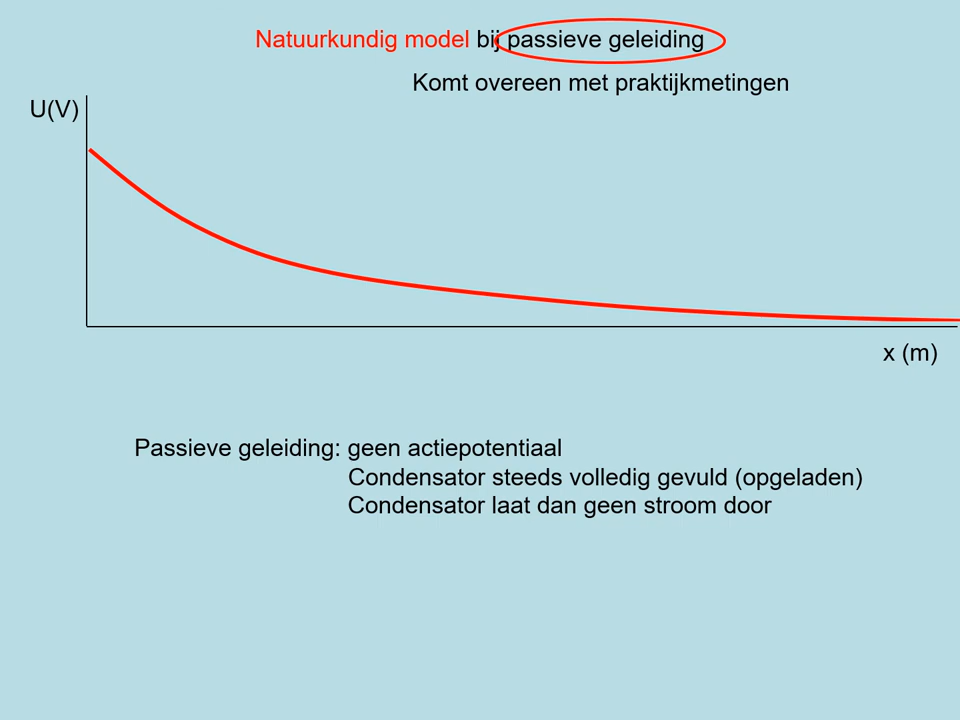 Natuurkundig model bij passieve geleiding
Komt overeen met praktijkmetingen
U(V)
x (m)
Passieve geleiding: geen actiepotentiaal
Condensator steeds volledig gevuld (opgeladen)
Condensator laat dan geen stroom door